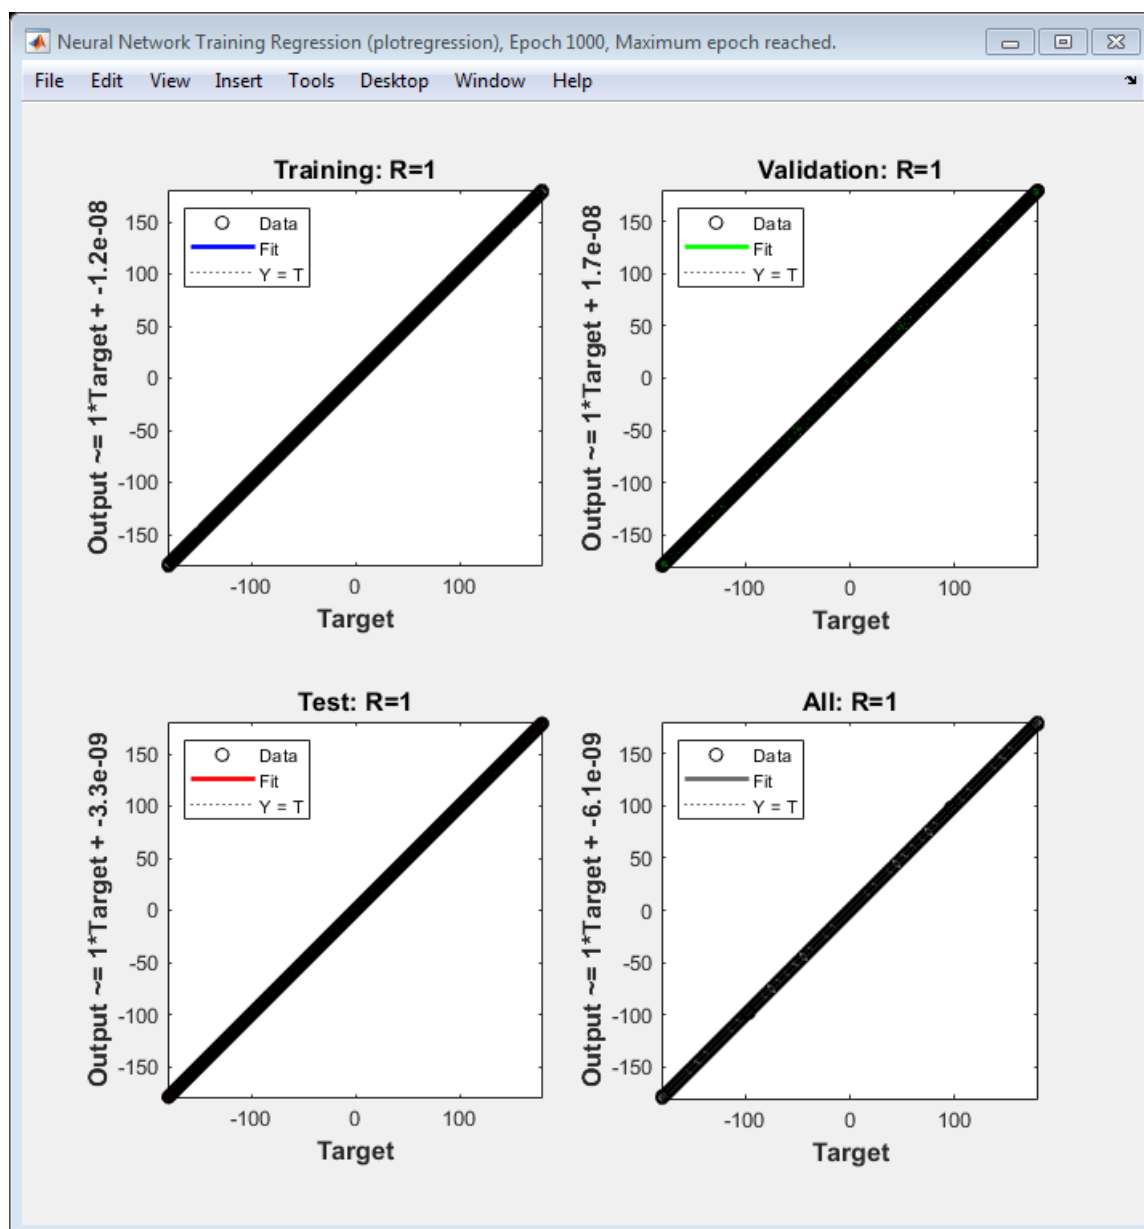 Neural Network Training Regression (plotregression), Epoch 1000, Maximum epoch reached.
File Edit View Insert Tools Desktop Window Help
Training: R=1
Output ~= 1*Target + -1.2e-08
150
100
50
0
-50
-100
-150
Data
Fit
Y = T
-100 0 100
Target
Validation: R=1
Output ~= 1*Target + 1.7e-08
150
100
50
0
-50
-100
-150
Data
Fit
Y = T
-100 0 100
Target
Test: R=1
Output ~= 1*Target + -3.3e-09
150
100
50
0
-50
-100
-150
Data
Fit
Y = T
-100 0 100
Target
All: R=1
Output ~= 1*Target + -6.1e-09
150
100
50
0
-50
-100
-150
Data
Fit
Y = T
-100 0 100
Target